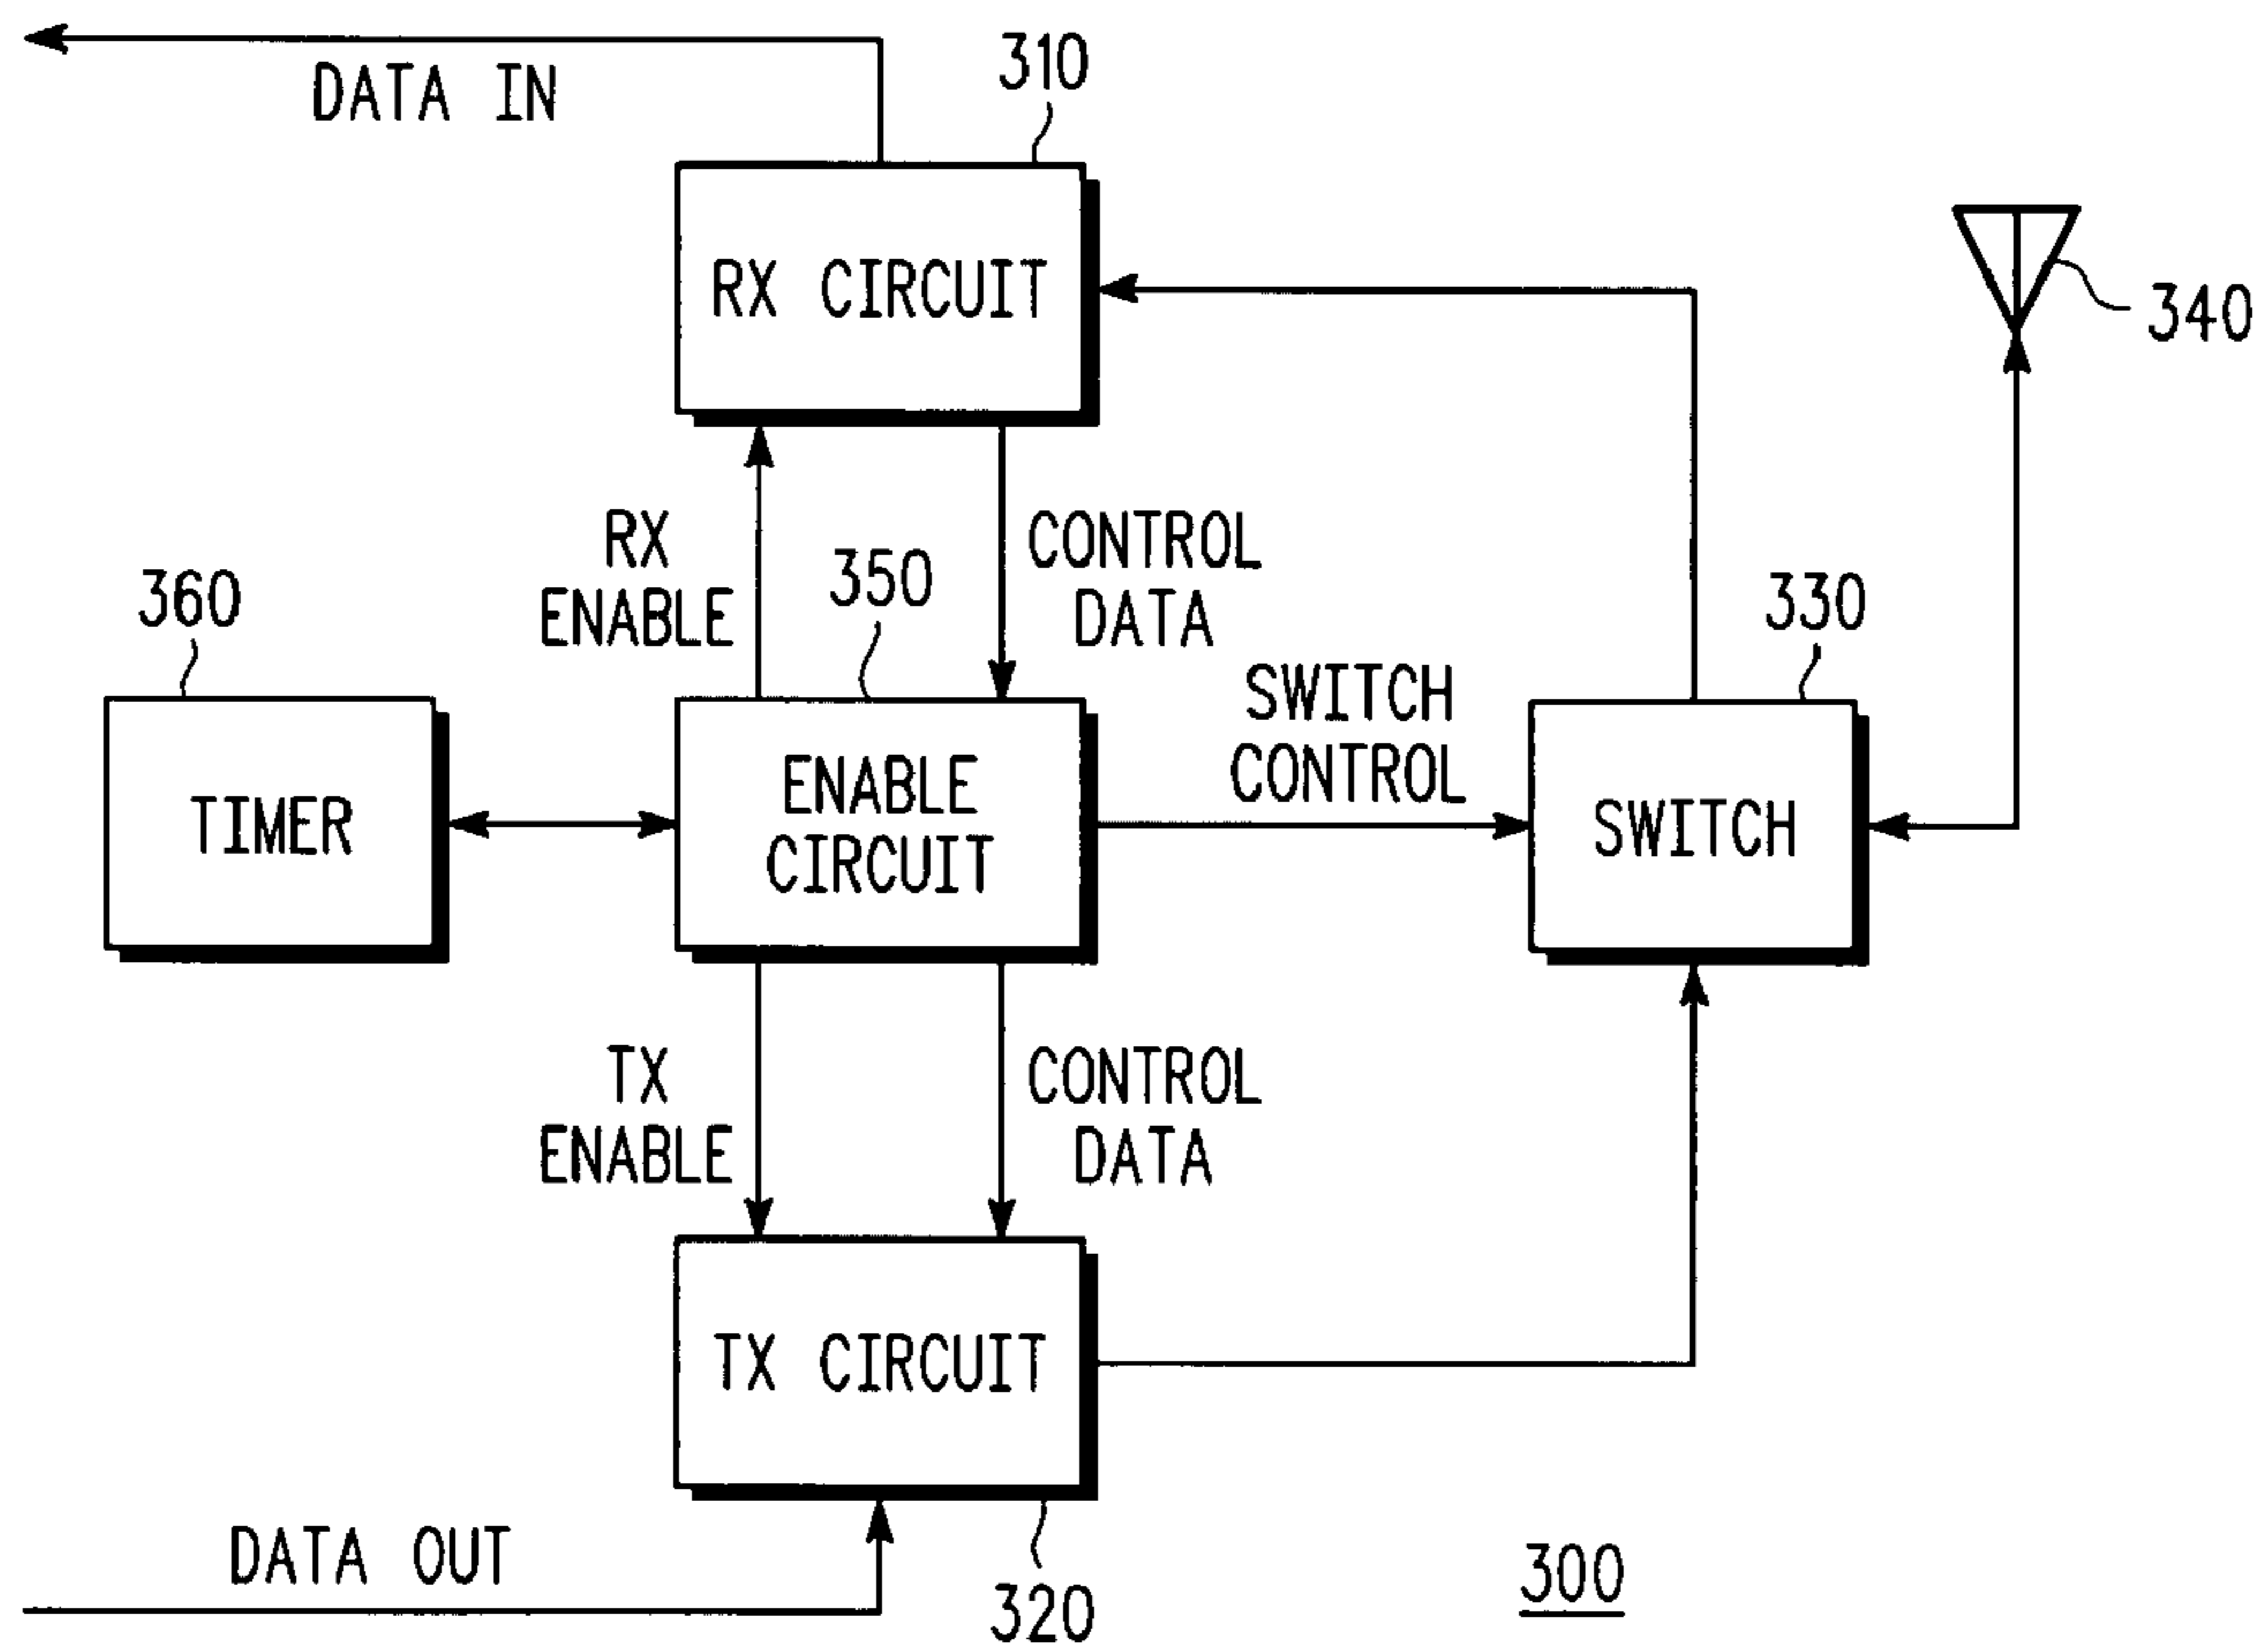 DATA IN
310
RX CIRCUIT
340
RX
ENABLE
CONTROL
DATA
360
350
330
SWITCH
CONTROL
TIMER
ENABLE
CIRCUIT
SWITCH
TX
ENABLE
CONTROL
DATA
TX CIRCUIT
DATA OUT
320
300